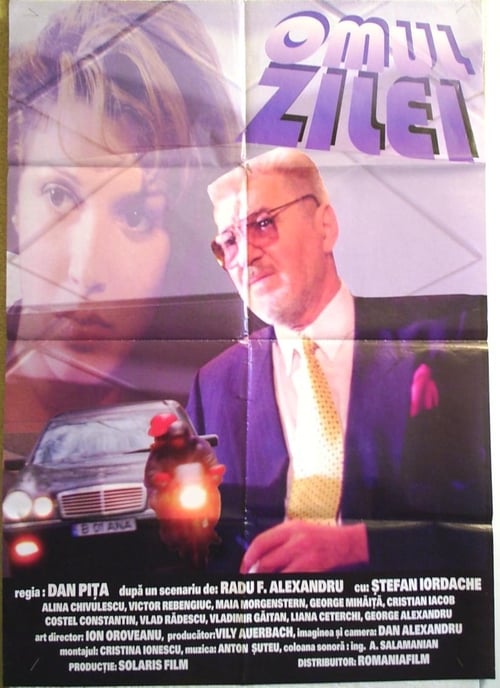 OMUL
ZILEI
B 01 ANA
regia : DAN PIȚA după un scenariu de: RADU F. ALEXANDRU cu: ȘTEFAN IORDACHE
ALINA CHIVULESCU, VICTOR REBENGIUC, MAIA MORGENSTERN, GEORGE MIHĂIȚĂ, CRISTIAN IACOB
COSTEL CONSTANTIN, VLAD RĂDESCU, VLADIMIR GĂITAN, LIANA CETERCHI, GEORGE ALEXANDRU
art director: ION OROVEANU, producător: VILY AUERBACH, imaginea și camera: DAN ALEXANDRU
montajul: CRISTINA IONESCU, muzica: ANTON ȘUTEU, coloana sonoră : ing. A. SALAMANIAN
PRODUCȚIE: SOLARIS FILM DISTRIBUITOR: ROMANIAFILM